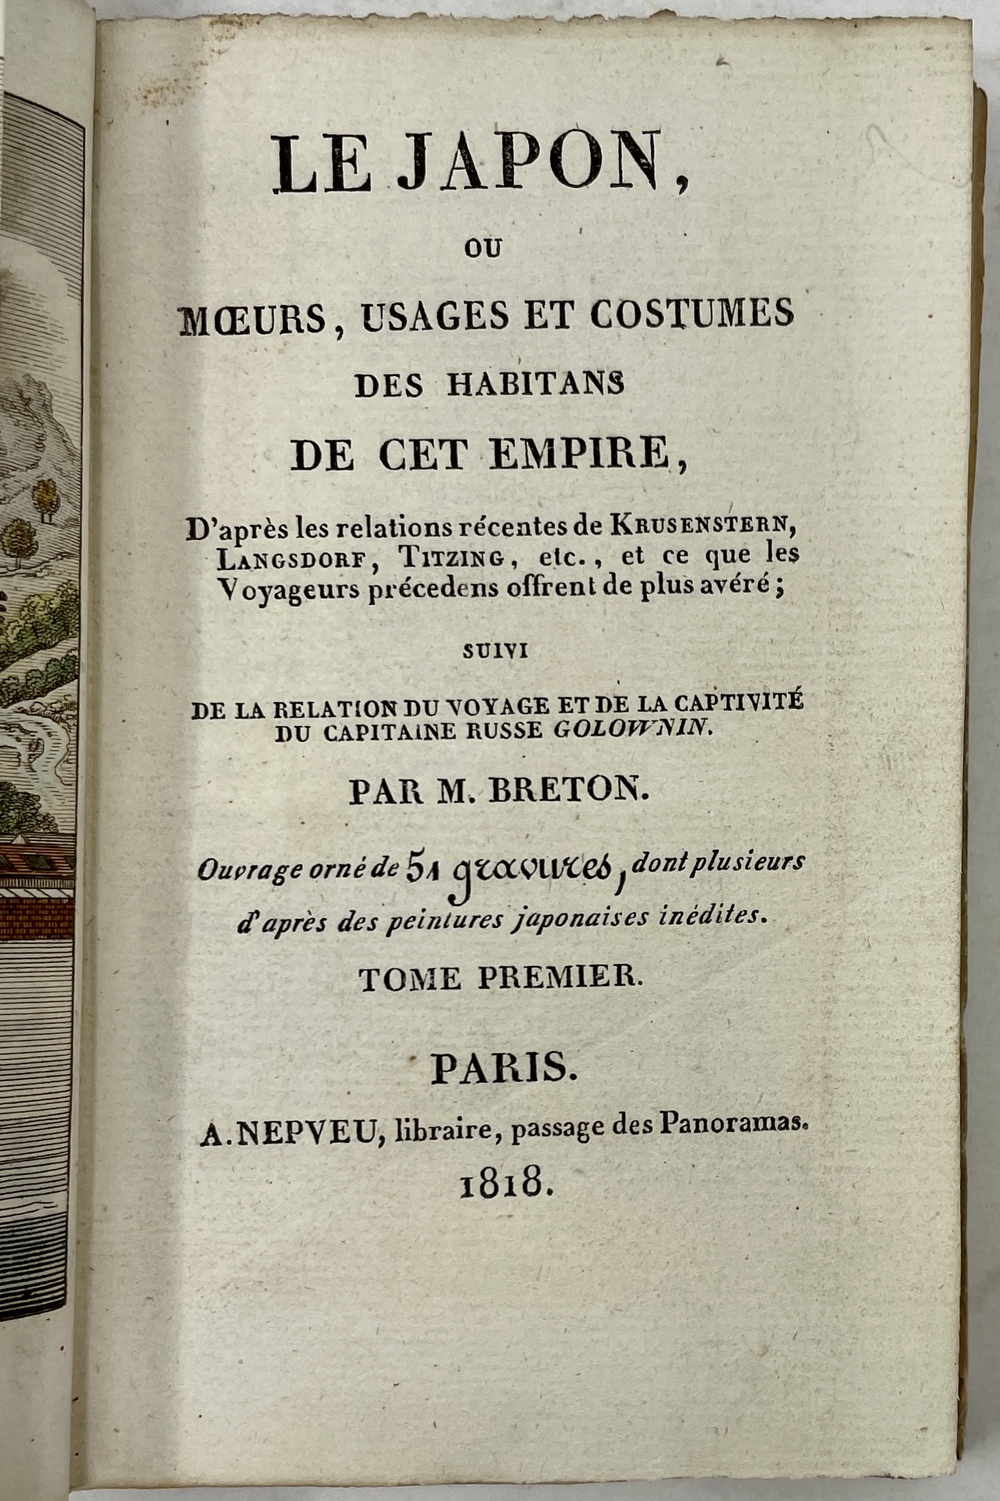 LE JAPON,
OU
MŒURS, USAGES ET COSTUMES
DES HABITANS
DE CET EMPIRE,
D'après les relations récentes de KRUSENSTERN,
LANGSDORF, TITZING, etc., et ce que les
Voyageurs précedens offrent de plus avéré;
SUIVI
DE LA RELATION DU VOYAGE ET DE LA CAPTIVITÉ
DU CAPITAINE RUSSE GOLOWNIN.
PAR M. BRETON.
Ouvrage orné de 51 gravures, dont plusieurs
d'après des peintures japonaises inédites.
TOME PREMIER.
PARIS.
A. NEPVEU, libraire, passage des Panoramas.
1818.